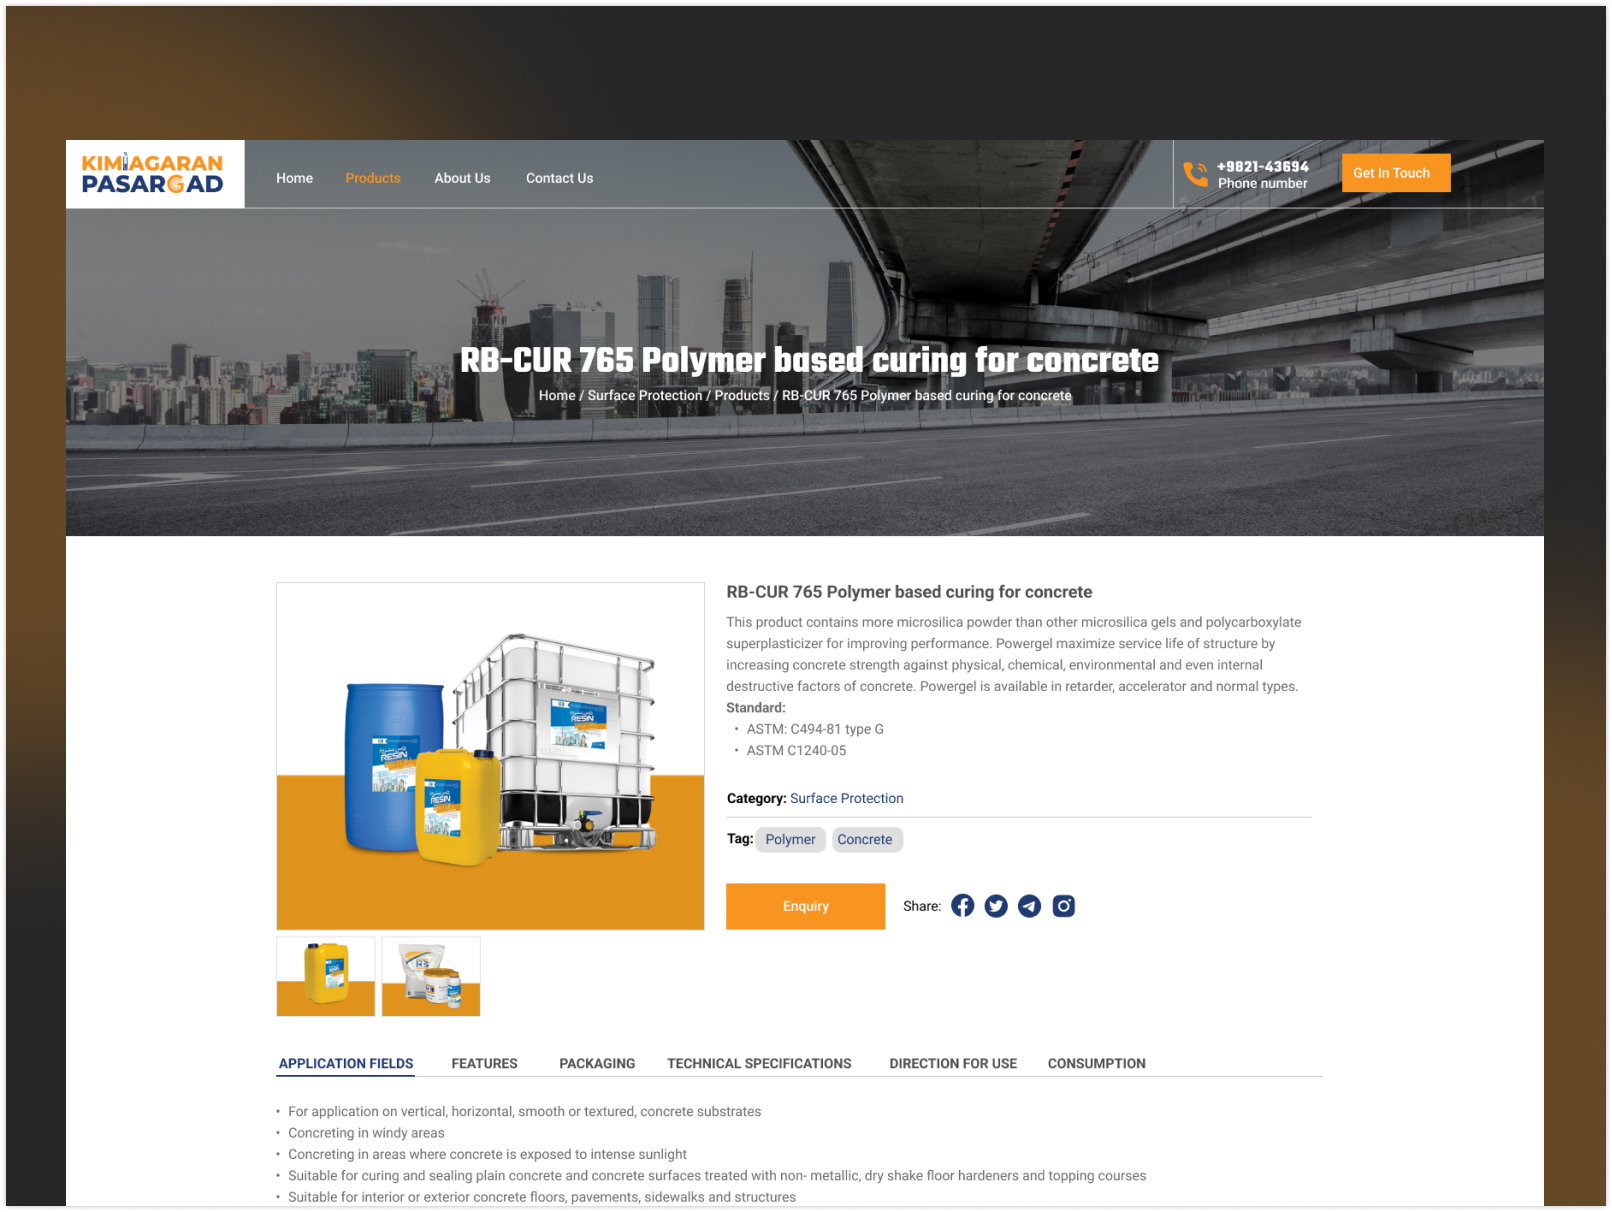 KIMIAGARAN
PASARGAD
Home
Products
About Us
Contact Us
+9821-43694
Phone number
Get In Touch
RB-CUR 765 Polymer based curing for concrete
Home / Surface Protection / Products / RB-CUR 765 Polymer based curing for concrete
RESIN
RESIN
RESIN
RB-CUR 765 Polymer based curing for concrete
This product contains more microsilica powder than other microsilica gels and polycarboxylate
superplasticizer for improving performance. Powergel maximize service life of structure by
increasing concrete strength against physical, chemical, environmental and even internal
destructive factors of concrete. Powergel is available in retarder, accelerator and normal types.
Standard:
• ASTM: C494-81 type G
• ASTM C1240-05
Category: Surface Protection
Tag: Polymer Concrete
Enquiry
Share:
APPLICATION FIELDS
FEATURES
PACKAGING
TECHNICAL SPECIFICATIONS
DIRECTION FOR USE
CONSUMPTION
• For application on vertical, horizontal, smooth or textured, concrete substrates
• Concreting in windy areas
• Concreting in areas where concrete is exposed to intense sunlight
• Suitable for curing and sealing plain concrete and concrete surfaces treated with non- metallic, dry shake floor hardeners and topping courses
• Suitable for interior or exterior concrete floors, pavements, sidewalks and structures